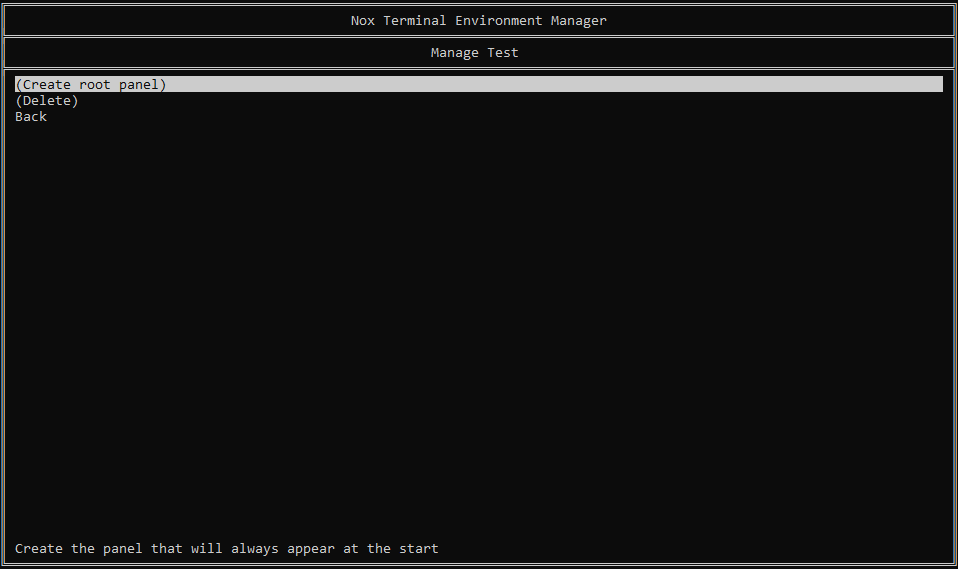 Nox Terminal Environment Manager
Manage Test
(Create root panel)
(Delete)
Back
Create the panel that will always appear at the start